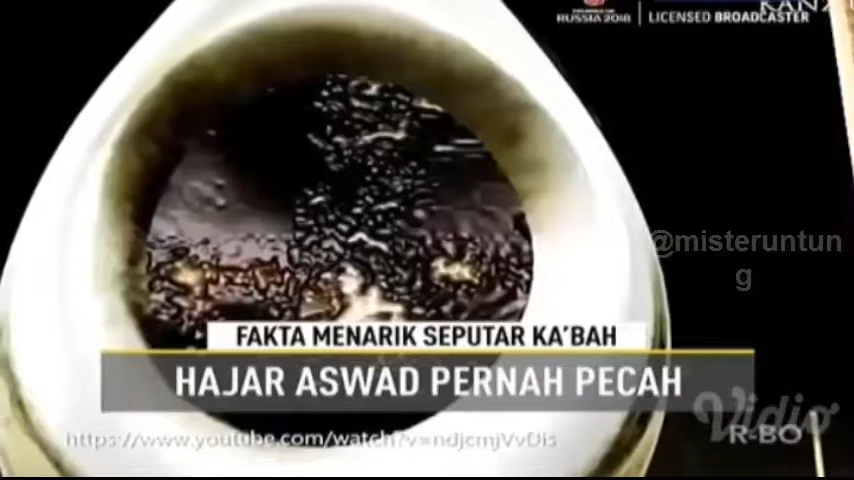 RUSSIA 2018
LICENSED BROADCASTER
@misteruntun
g
FAKTA MENARIK SEPUTAR KA'BAH
HAJAR ASWAD PERNAH PECAH
Vidio
R-BO
https://www.youtube.com/watch?v=ndjcmjVvDis